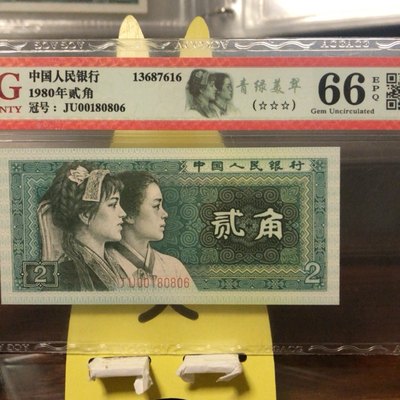 G
NTY
中国人民银行
1980年贰角
冠号：JU00180806
13687616
青绿美翠
(☆☆☆)
66 EPQ
Gem Uncirculated
中国人民银行
贰角
2
JU00180806
2